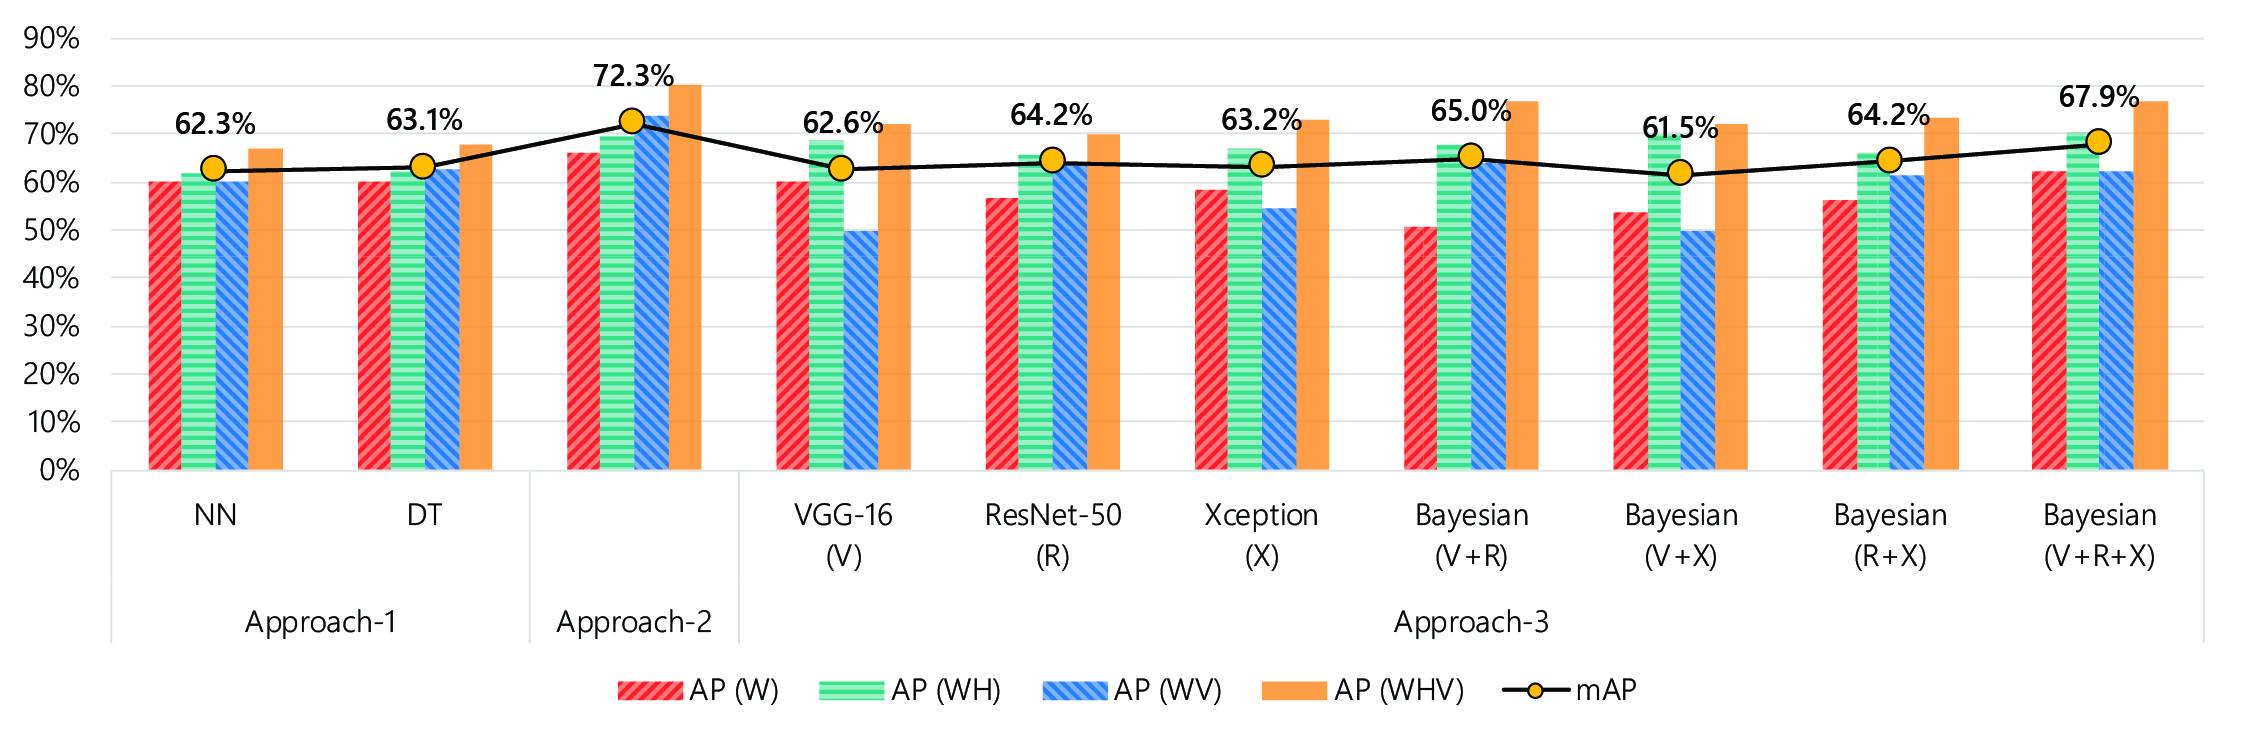 90%
80%
70%
60%
50%
40%
30%
20%
10%
0%
62.3%
63.1%
72.3%
62.6%
64.2%
63.2%
65.0%
61.5%
64.2%
67.9%
NN
DT
VGG-16
(V)
ResNet-50
(R)
Xception
(X)
Bayesian
(V+R)
Bayesian
(V+X)
Bayesian
(R+X)
Bayesian
(V+R+X)
Approach-1
Approach-2
Approach-3
AP (W)
AP (WH)
AP (WV)
AP (WHV)
mAP